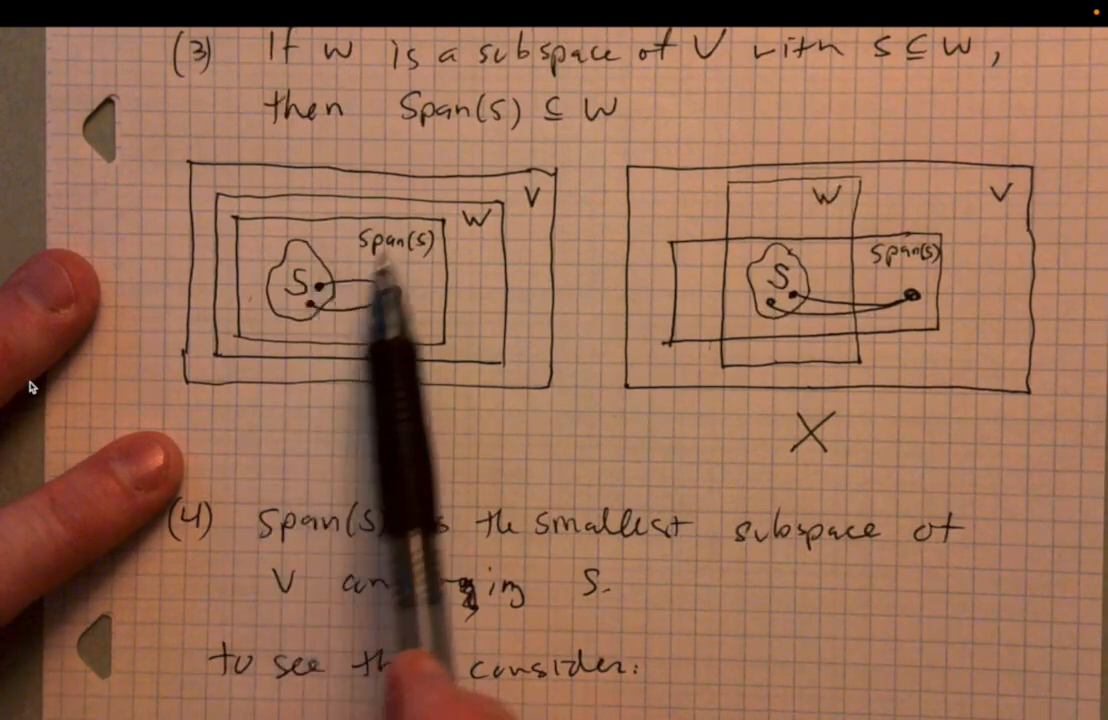 (3) If W is a subspace of V with S ⊆ W,
then Span(S) ⊆ W
V
W
Span(S)
S
W
V
Span(S)
S
X
(4) Span(S) the smallest subspace of
V S.
to see consider: